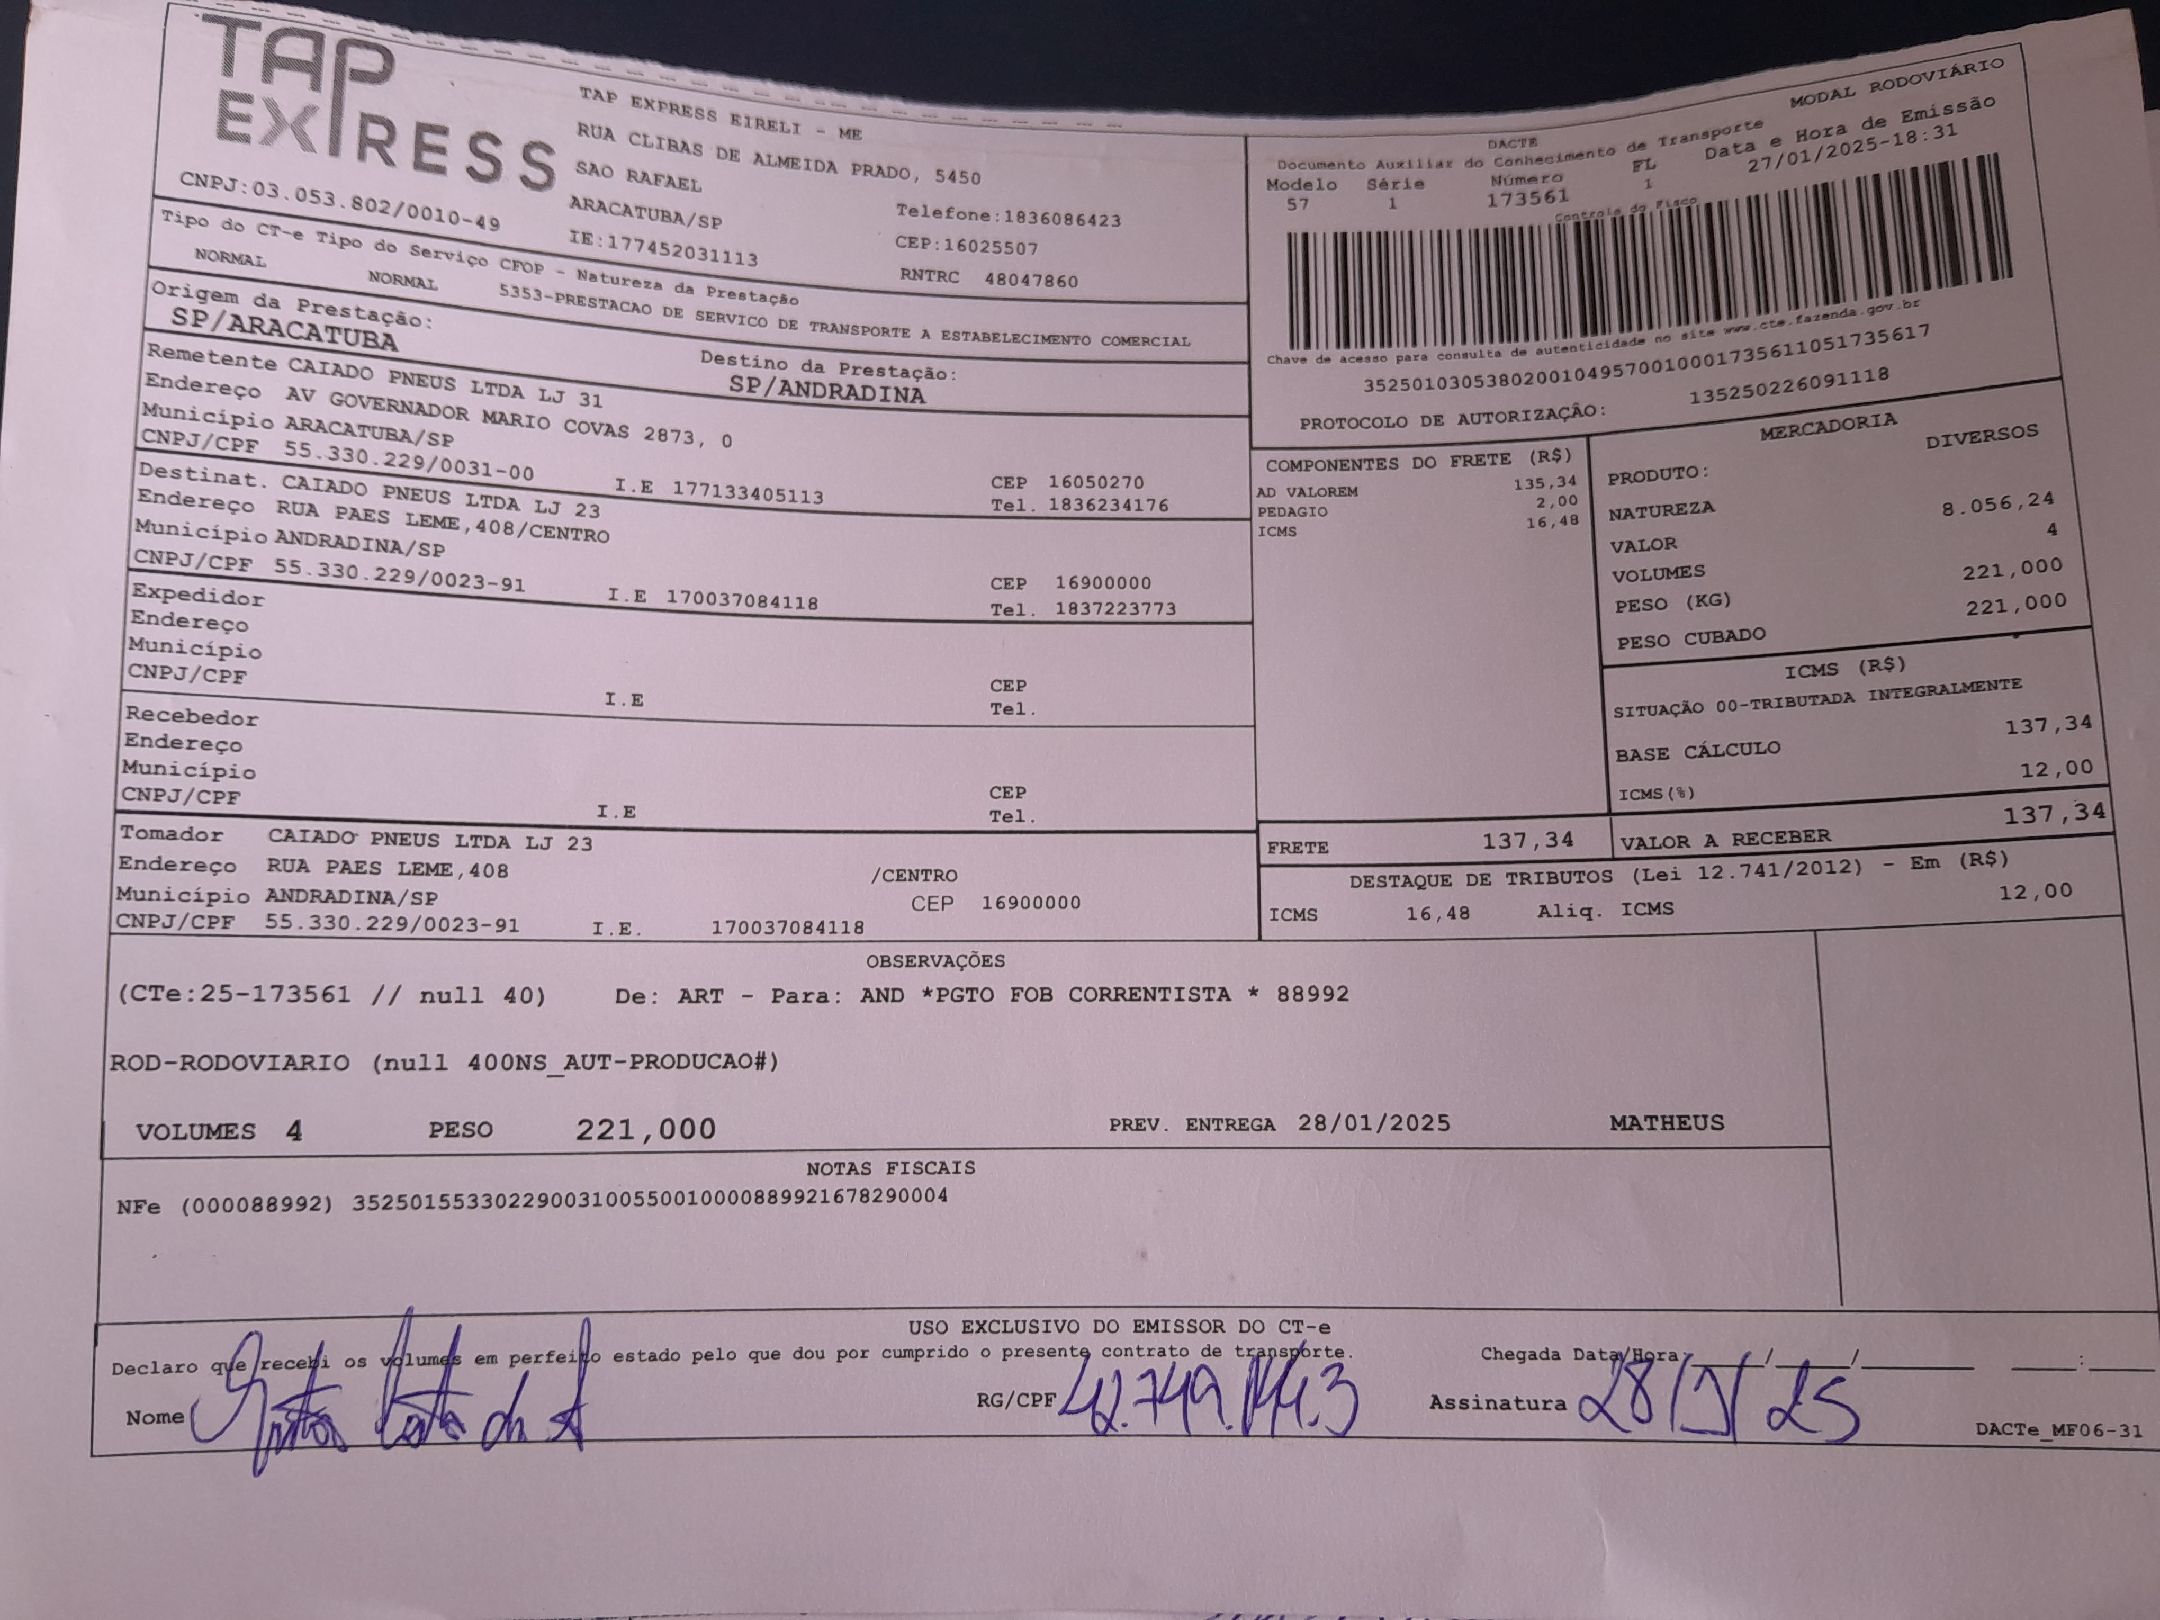 TAP
EXPRESS
CNPJ:03.053.802/0010-49
TAP EXPRESS EIRELI - ME
RUA CLIBAS DE ALMEIDA PRADO, 5450
SAO RAFAEL
ARACATUBA/SP
IE:177452031113
Telefone:1836086423
CEP:16025507
RNTRC 48047860
MODAL RODOVIÁRIO
DACTE
Documento Auxiliar do Conhecimento de Transporte
Modelo Série Número FL Data e Hora de Emissão
57 1 173561 1 27/01/2025-18:31
Controle do Fisco
Chave de acesso para consulta de autenticidade no site www.cte.fazenda.gov.br
35250103053802001049570010001735611051735617
PROTOCOLO DE AUTORIZAÇÃO: 135250226091118
Tipo do CT-e Tipo do Serviço CFOP - Natureza da Prestação
NORMAL NORMAL 5353-PRESTACAO DE SERVICO DE TRANSPORTE A ESTABELECIMENTO COMERCIAL
Origem da Prestação: Destino da Prestação:
SP/ARACATUBA SP/ANDRADINA
Remetente CAIADO PNEUS LTDA LJ 31
Endereço AV GOVERNADOR MARIO COVAS 2873, 0
Município ARACATUBA/SP CEP 16050270
CNPJ/CPF 55.330.229/0031-00 I.E 177133405113 Tel. 1836234176
Destinat. CAIADO PNEUS LTDA LJ 23
Endereço RUA PAES LEME,408/CENTRO
Município ANDRADINA/SP CEP 16900000
CNPJ/CPF 55.330.229/0023-91 I.E 170037084118 Tel. 1837223773
Expedidor
Endereço
Município CEP
CNPJ/CPF I.E Tel.
Recebedor
Endereço
Município CEP
CNPJ/CPF I.E Tel.
Tomador CAIADO PNEUS LTDA LJ 23
Endereço RUA PAES LEME,408 /CENTRO
Município ANDRADINA/SP CEP 16900000
CNPJ/CPF 55.330.229/0023-91 I.E. 170037084118
COMPONENTES DO FRETE (R$)
AD VALOREM 135,34
PEDAGIO 2,00
ICMS 16,48
MERCADORIA
PRODUTO: DIVERSOS
NATUREZA
VALOR 8.056,24
VOLUMES 4
PESO (KG) 221,000
PESO CUBADO 221,000
ICMS (R$)
SITUAÇÃO 00-TRIBUTADA INTEGRALMENTE
BASE CÁLCULO 137,34
ICMS(%) 12,00
FRETE 137,34 VALOR A RECEBER 137,34
DESTAQUE DE TRIBUTOS (Lei 12.741/2012) - Em (R$)
ICMS 16,48 Aliq. ICMS 12,00
OBSERVAÇÕES
(CTe:25-173561 // null 40) De: ART - Para: AND *PGTO FOB CORRENTISTA * 88992
ROD-RODOVIARIO (null 400NS_AUT-PRODUCAO#)
VOLUMES 4 PESO 221,000 PREV. ENTREGA 28/01/2025 MATHEUS
NOTAS FISCAIS
NFe (000088992) 35250155330229003100550010000889921678290004
USO EXCLUSIVO DO EMISSOR DO CT-e
Declaro que recebi os volumes em perfeito estado pelo que dou por cumprido o presente contrato de transporte. Chegada Data/Hora / / :
Nome RG/CPF Assinatura 28/1/25
DACTe_MF06-31